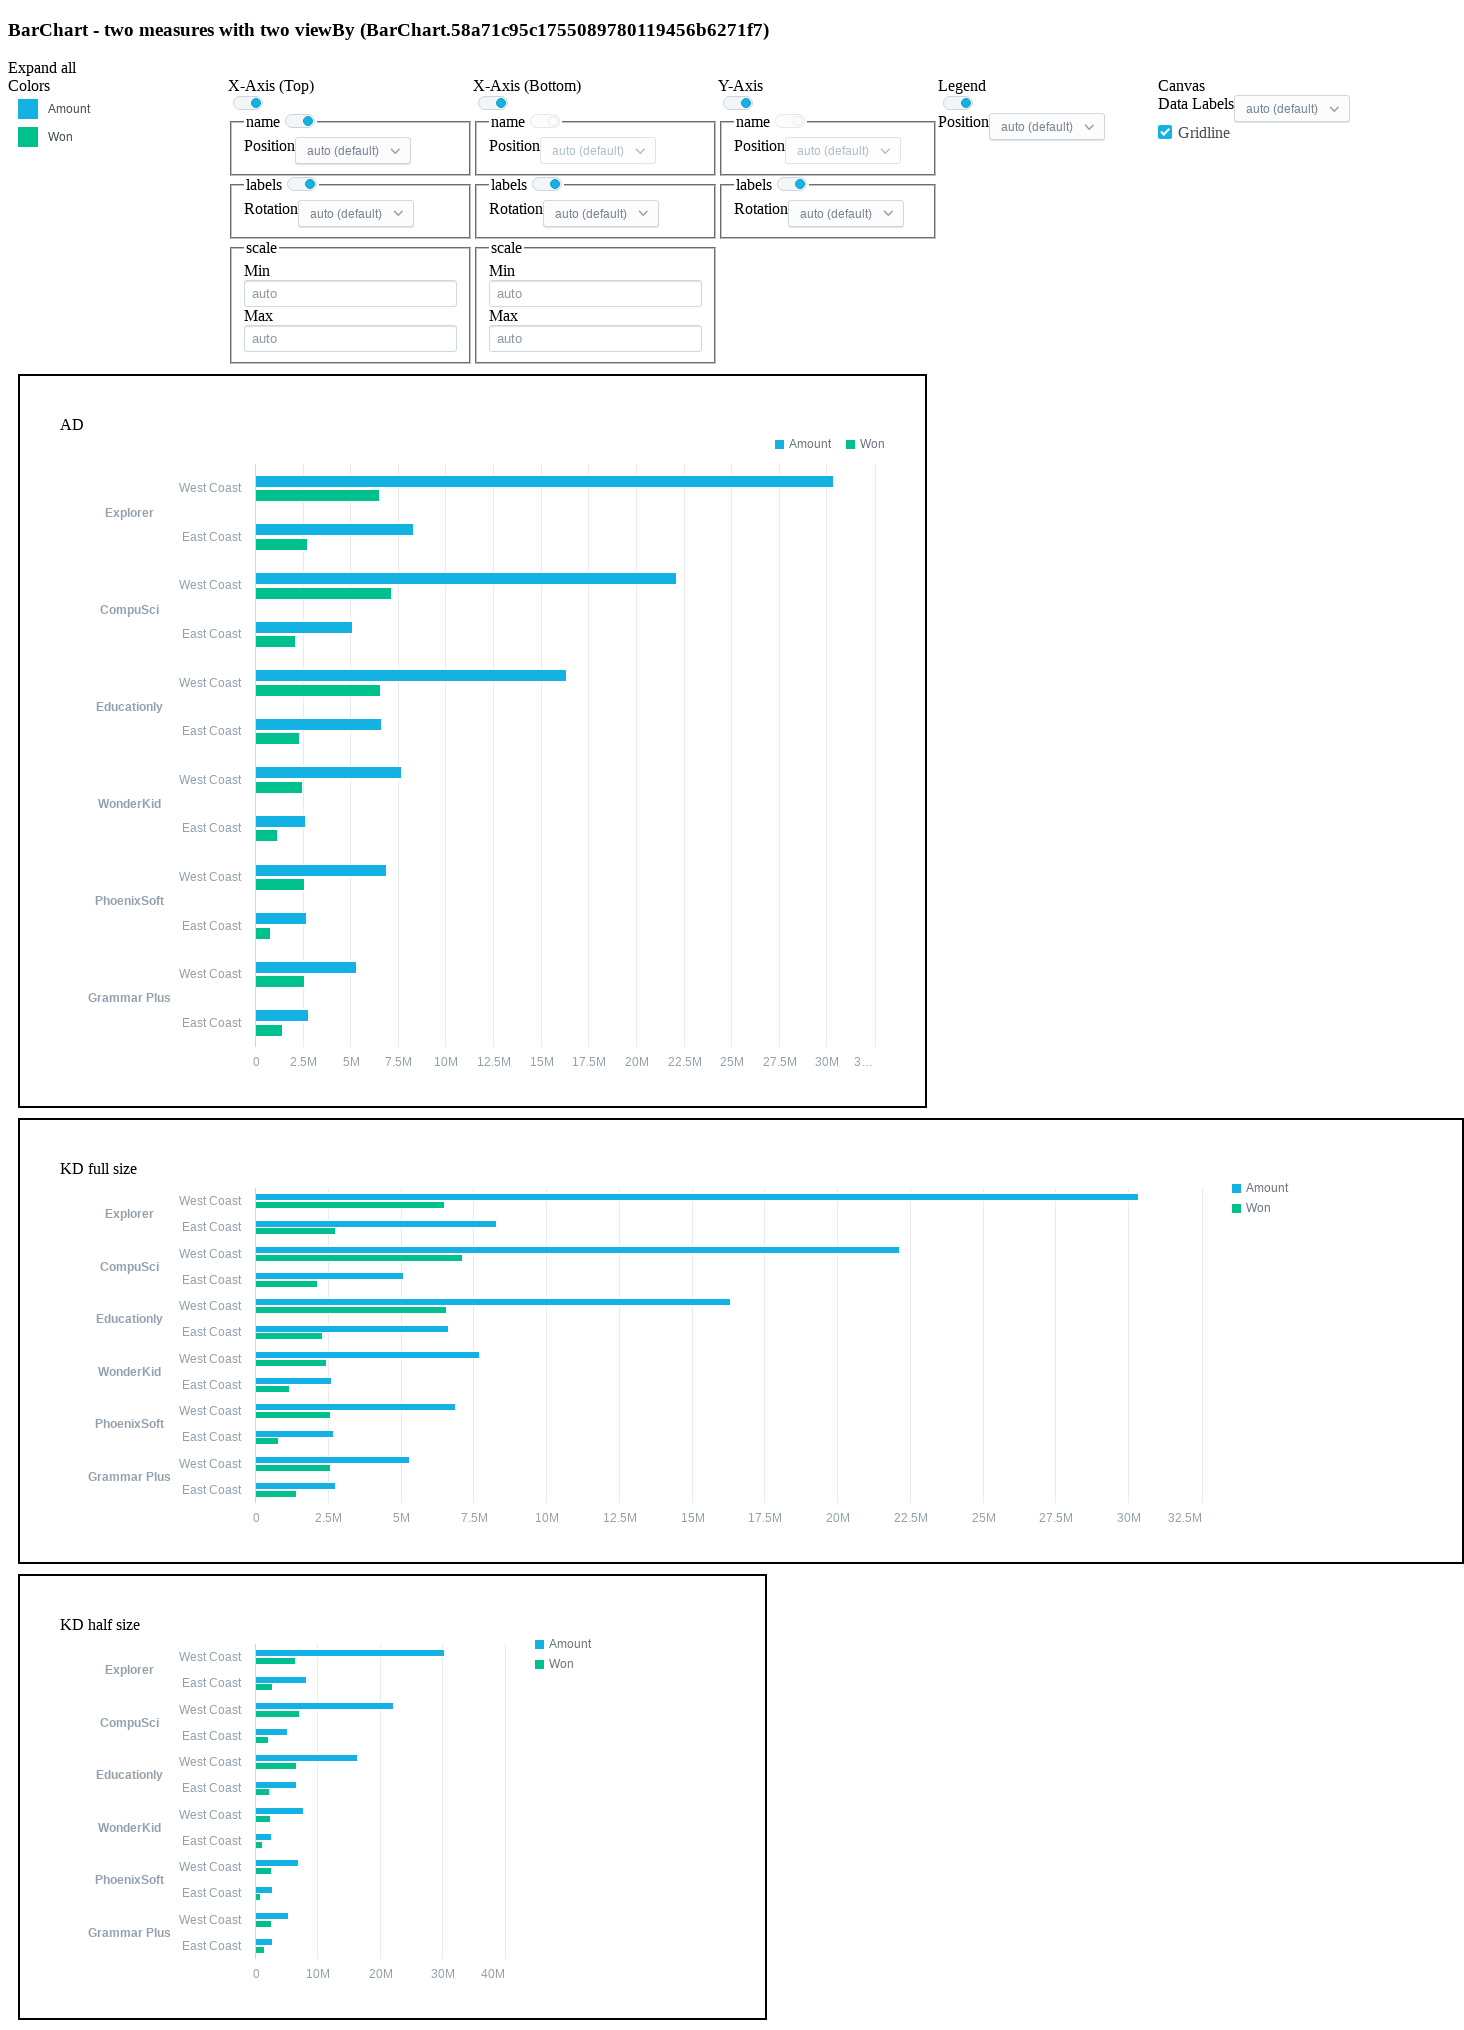 BarChart - two measures with two viewBy (BarChart.58a71c95c1755089780119456b6271f7)
Expand all
Colors
Amount
Won
X-Axis (Top)
name
Position auto (default)
labels
Rotation auto (default)
scale
Min
auto
Max
auto
X-Axis (Bottom)
name
Position auto (default)
labels
Rotation auto (default)
scale
Min
auto
Max
auto
Y-Axis
name
Position auto (default)
labels
Rotation auto (default)
Legend
Position auto (default)
Canvas
Data Labels auto (default)
Gridline
AD
Amount Won
Explorer
West Coast
East Coast
CompuSci
West Coast
East Coast
Educationly
West Coast
East Coast
WonderKid
West Coast
East Coast
PhoenixSoft
West Coast
East Coast
Grammar Plus
West Coast
East Coast
0 2.5M 5M 7.5M 10M 12.5M 15M 17.5M 20M 22.5M 25M 27.5M 30M 3…
KD full size
Amount
Won
Explorer
West Coast
East Coast
CompuSci
West Coast
East Coast
Educationly
West Coast
East Coast
WonderKid
West Coast
East Coast
PhoenixSoft
West Coast
East Coast
Grammar Plus
West Coast
East Coast
0 2.5M 5M 7.5M 10M 12.5M 15M 17.5M 20M 22.5M 25M 27.5M 30M 32.5M
KD half size
Amount
Won
Explorer
West Coast
East Coast
CompuSci
West Coast
East Coast
Educationly
West Coast
East Coast
WonderKid
West Coast
East Coast
PhoenixSoft
West Coast
East Coast
Grammar Plus
West Coast
East Coast
0 10M 20M 30M 40M